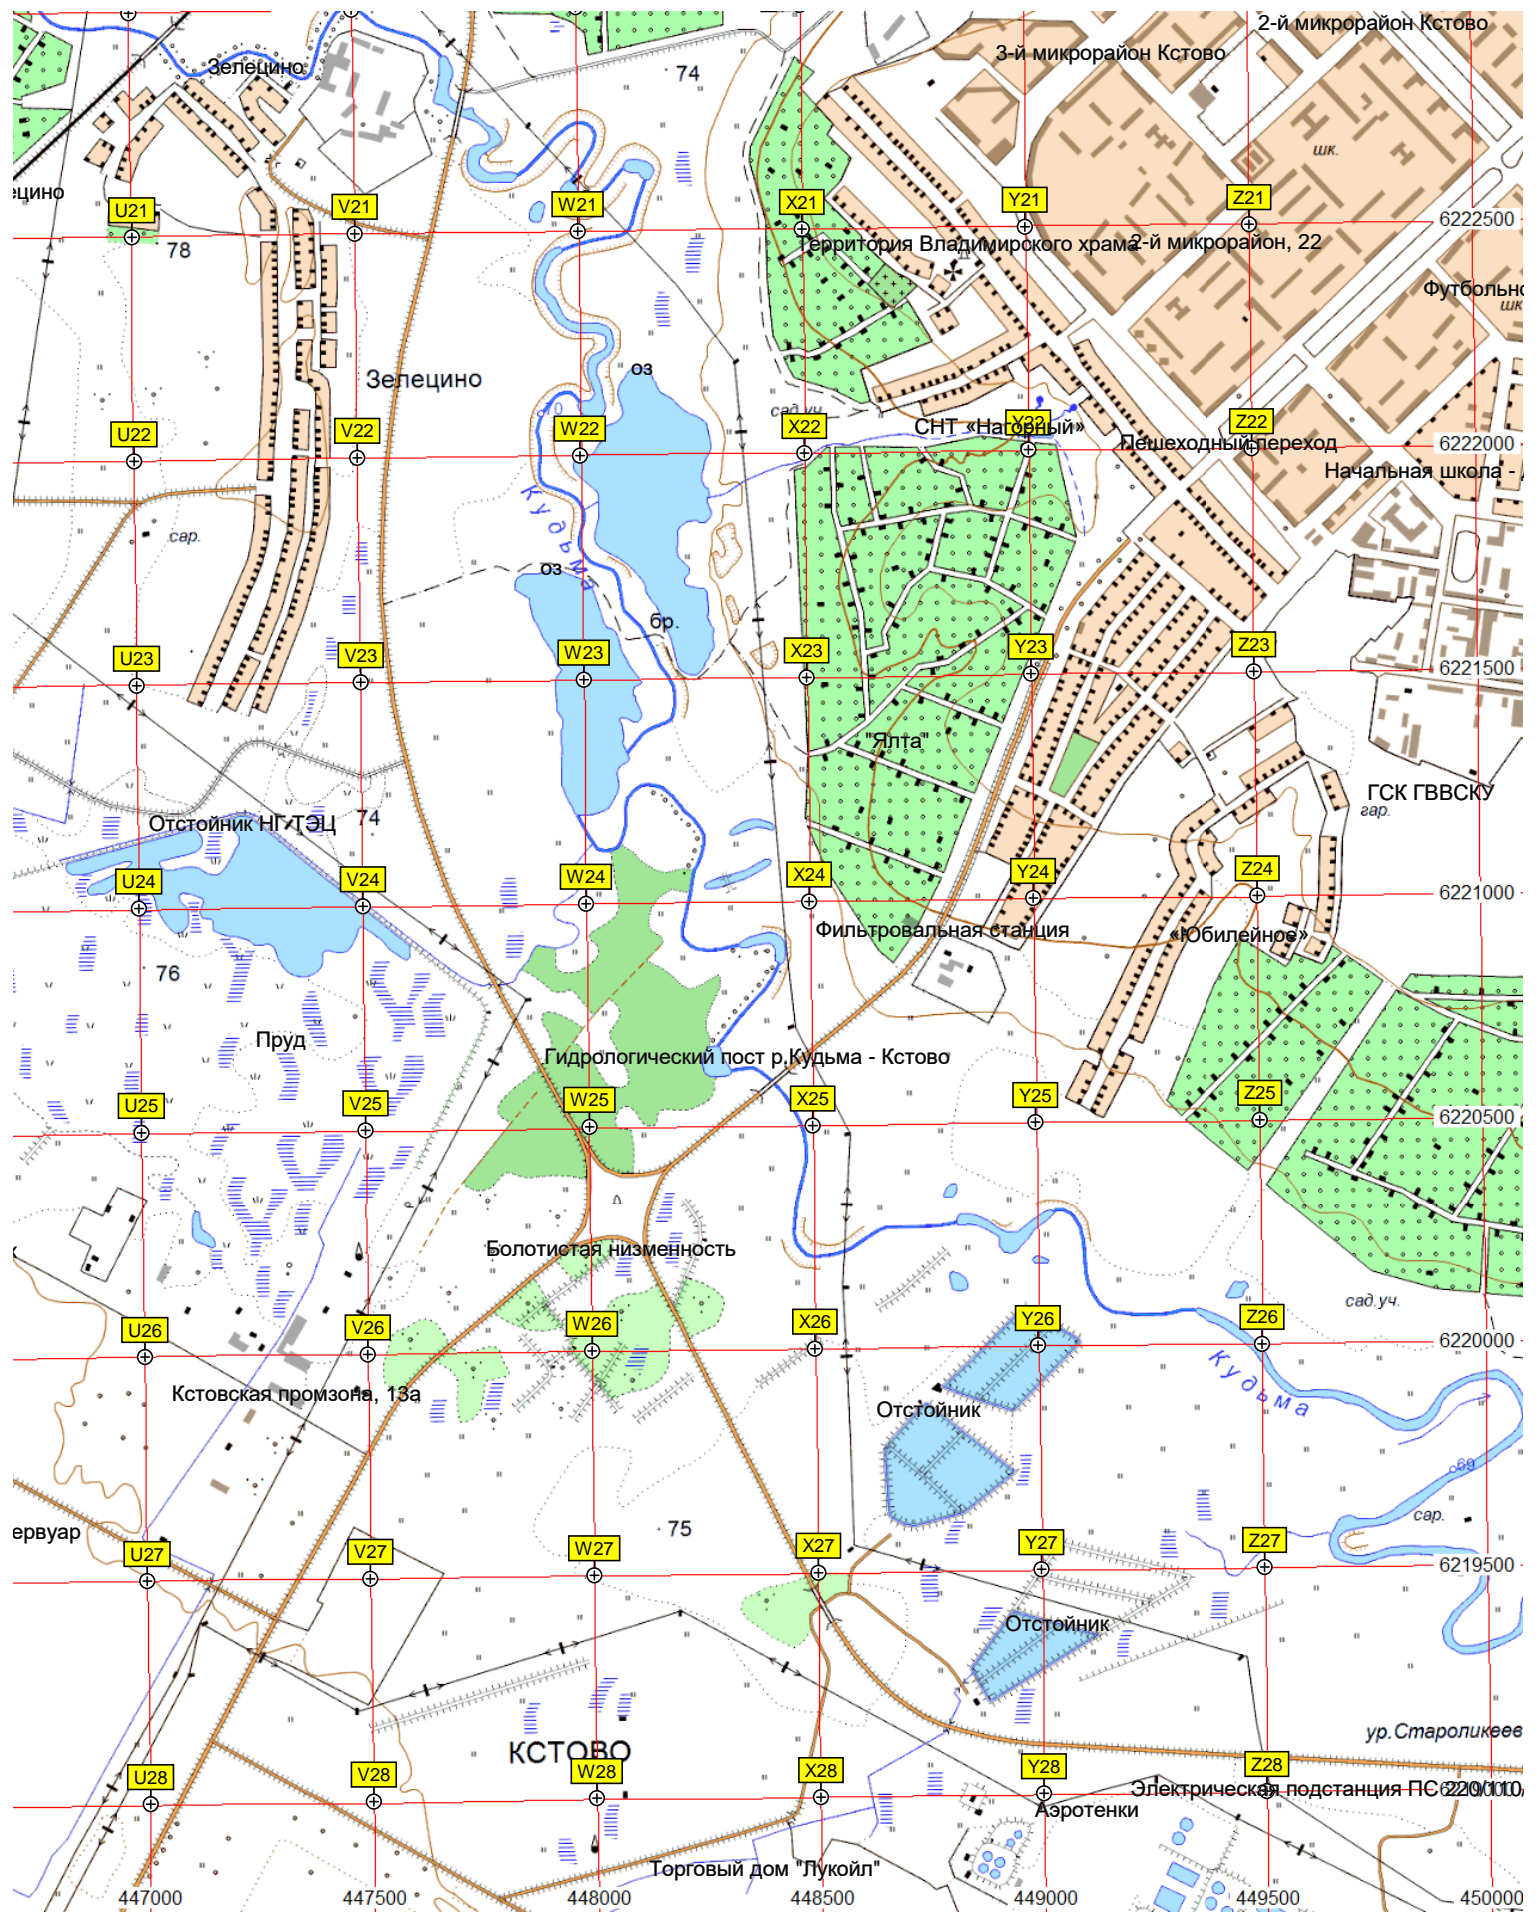 2-й микрорайон Кстово
3-й микрорайон Кстово
Зелецино
74
шк.
ецино
U21
V21
W21
X21
Y21
Z21
6222500
78
Территория Владимирского храма
2-й микрорайон, 22
Футбольно
шк
оз
Зелецино
70
сад.уч.
U22
V22
W22
X22
Y22
Z22
СНТ «Нагорный»
Пешеходный переход
6222000
Начальная школа -
Кудьма
сар.
оз
бр.
U23
V23
W23
X23
Y23
Z23
6221500
"Ялта"
ГСК ГВВСКУ
гар.
Отстойник НГ ТЭЦ
74
U24
V24
W24
X24
Y24
Z24
6221000
Фильтровальная станция
«Юбилейное»
76
Пруд
Гидрологический пост р.Кудьма - Кстово
U25
V25
W25
X25
Y25
Z25
6220500
Болотистая низменность
сад.уч.
U26
V26
W26
X26
Y26
Z26
6220000
Кудьма
Кстовская промзона, 13а
Отстойник
69
сар.
75
ервуар
U27
V27
W27
X27
Y27
Z27
6219500
Отстойник
ур.Староликеев
КСТОВО
U28
V28
W28
X28
Y28
Z28
Электрическая подстанция ПС 220/110
Аэротенки
Торговый дом "Лукойл"
447000
447500
448000
448500
449000
449500
450000